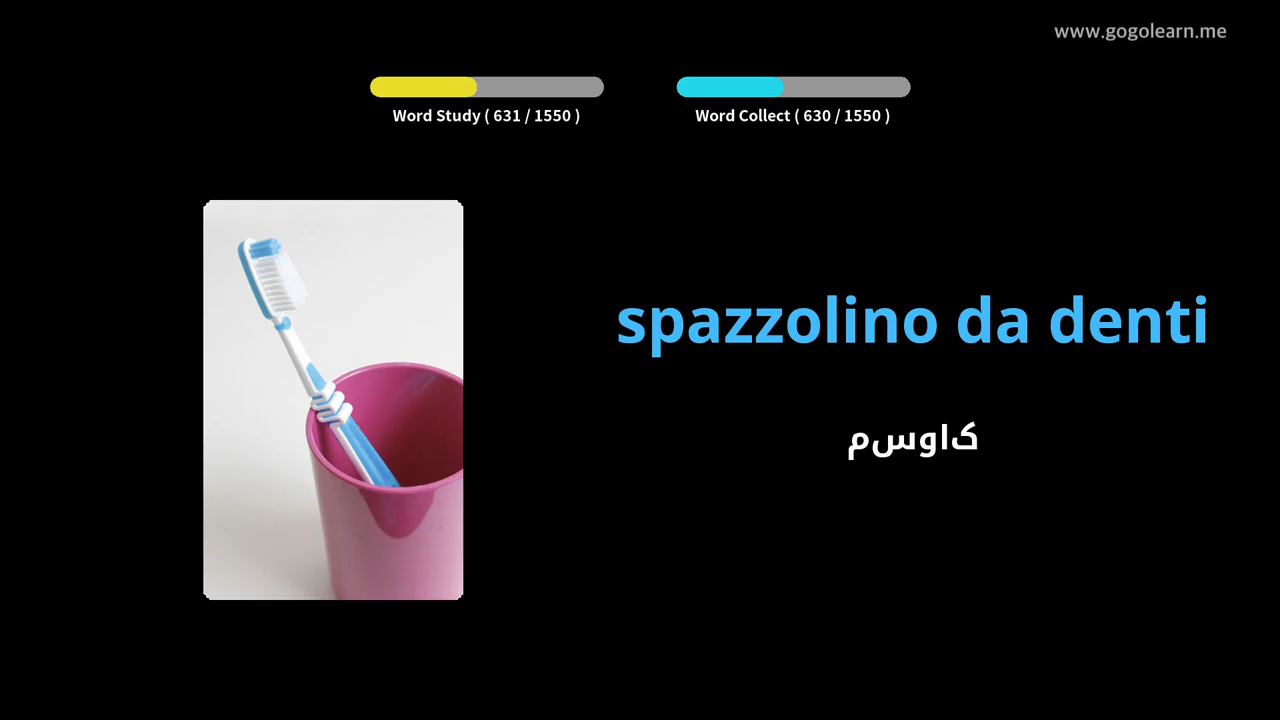 www.gogolearn.me
Word Study ( 631 / 1550 )
Word Collect ( 630 / 1550 )
spazzolino da denti
کاوسم